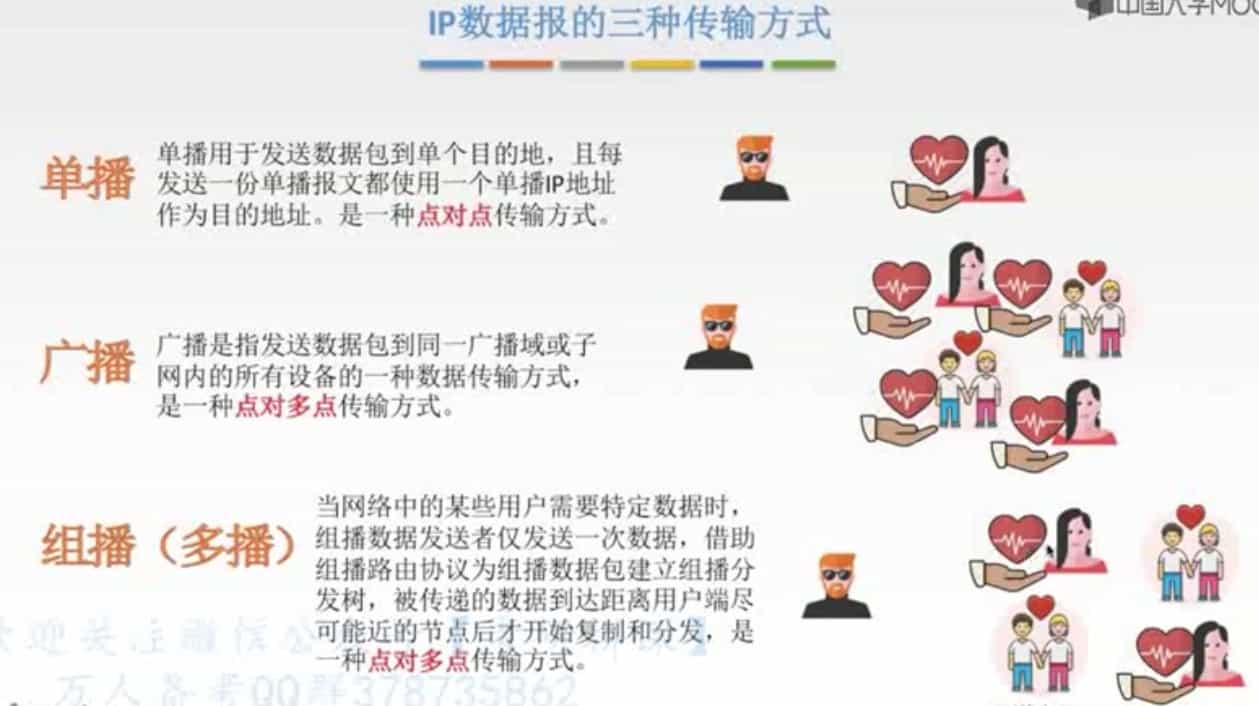 中国大学MOO
IP数据报的三种传输方式
单播
单播用于发送数据包到单个目的地，且每
发送一份单播报文都使用一个单播IP地址
作为目的地址。是一种点对点传输方式。
广播
广播是指发送数据包到同一广播域或子
网内的所有设备的一种数据传输方式，
是一种点对多点传输方式。
组播（多播）
当网络中的某些用户需要特定数据时，
组播数据发送者仅发送一次数据，借助
组播路由协议为组播数据包建立组播分
发树，被传递的数据到达距离用户端尽
可能近的节点后才开始复制和分发，是
一种点对多点传输方式。
迎关注微信公
万人备考QQ群378735862